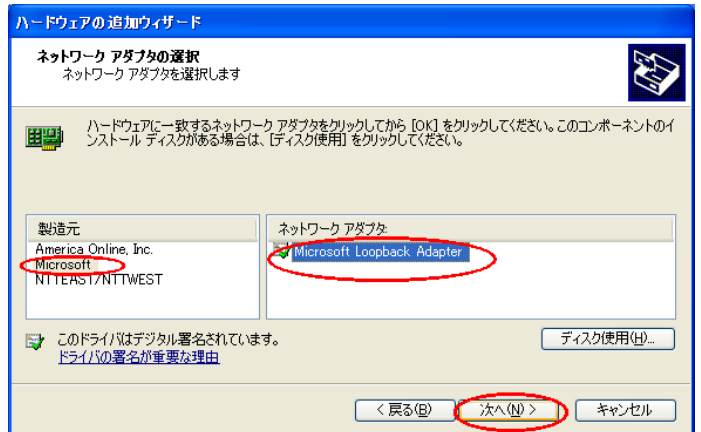 ハードウェアの追加ウィザード
ネットワーク アダプタの選択
ネットワーク アダプタを選択します
ハードウェアに一致するネットワーク アダプタをクリックしてから [OK] をクリックしてください。このコンポーネントのイ
ンストール ディスクがある場合は、[ディスク使用] をクリックしてください。
製造元
America Online, Inc.
Microsoft
NTTEAST/NTTWEST
ネットワーク アダプタ:
Microsoft Loopback Adapter
このドライバはデジタル署名されています。
ドライバの署名が重要な理由
ディスク使用(H)...
< 戻る(B)
次へ(N) >
キャンセル